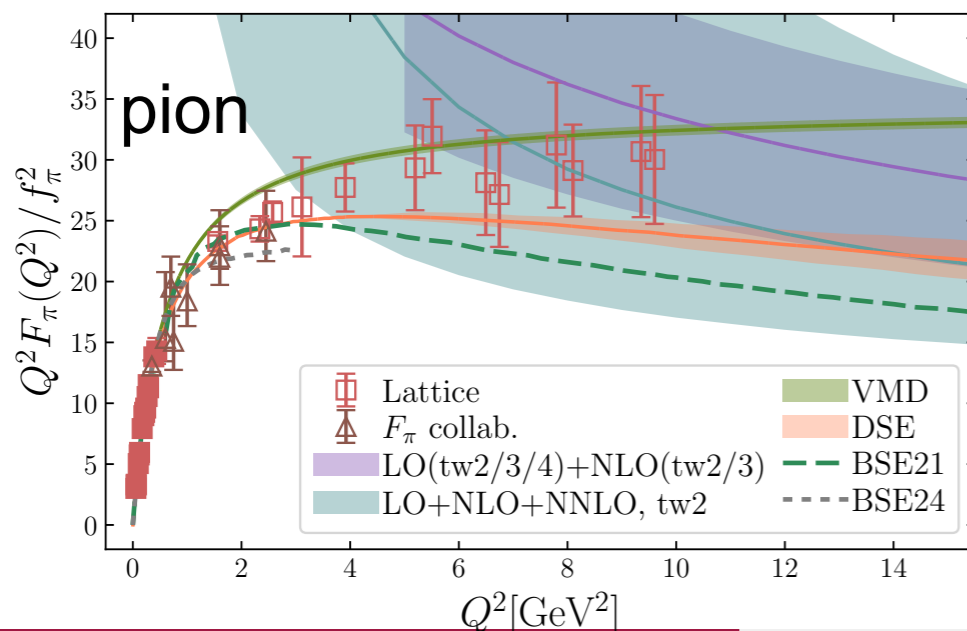 pion
Q²F_π(Q²)/f_π²
40
35
30
25
20
15
10
5
0
Lattice
F_π collab.
LO(tw2/3/4)+NLO(tw2/3)
LO+NLO+NNLO, tw2
VMD
DSE
BSE21
BSE24
0 2 4 6 8 10 12 14
Q²[GeV²]